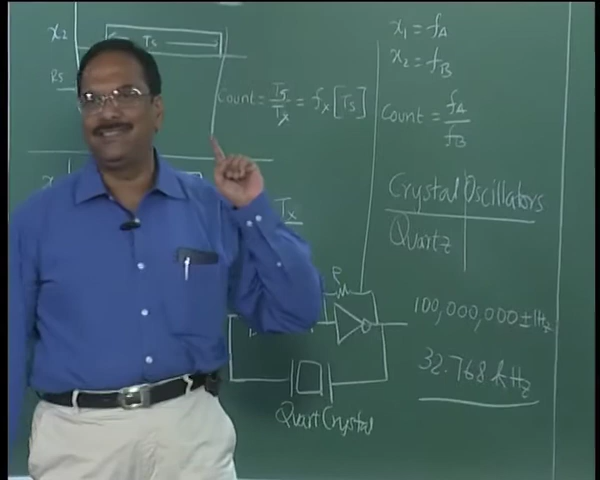 x2
Ts
Rs
Count = Ts/Tx = fx [Ts]
Tx
R
Quart Crystal
x1 = fA
x2 = fB
Count = fA/fB
Crystal Oscillators
Quartz
100,000,000 ± 1Hz
32.768 kHz